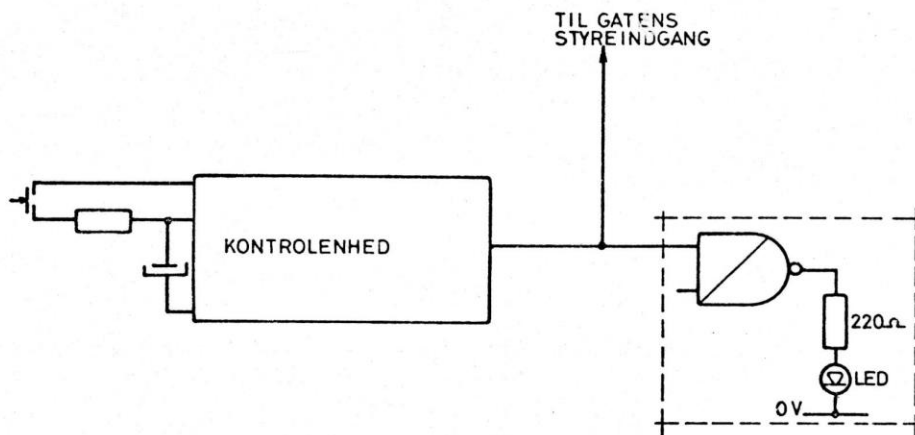 TIL GATENS
STYREINDGANG
KONTROLENHED
220Ω
LED
0V